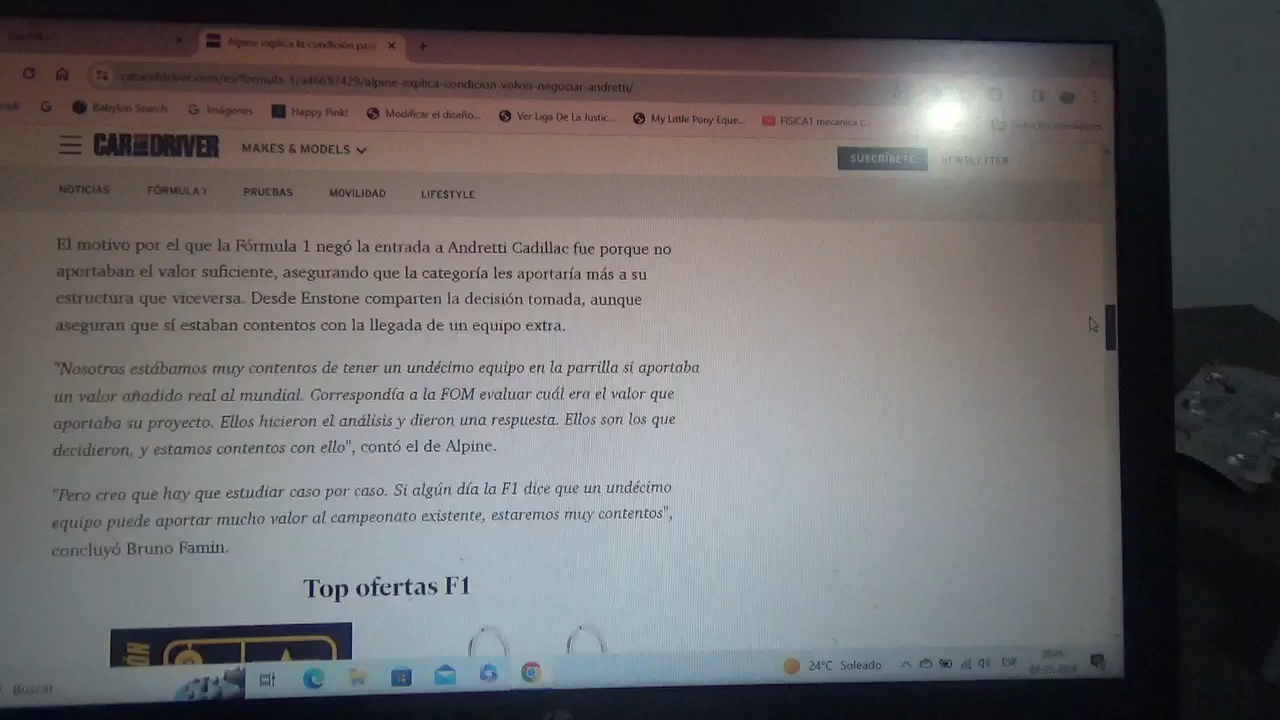 Alpine explica la condición para
caranddriver.com/es/formula-1/a46697429/alpine-explica-condicion-volver-negociar-andretti/
Babylon Search Imágenes Happy Pink! Modificar el diseño... Ver Liga De La Justic... My Little Pony Eque... FISICA1 mecanica c...
CAR AND DRIVER MAKES & MODELS SUSCRÍBETE NEWSLETTER
NOTICIAS FÓRMULA 1 PRUEBAS MOVILIDAD LIFESTYLE
El motivo por el que la Fórmula 1 negó la entrada a Andretti Cadillac fue porque no
aportaban el valor suficiente, asegurando que la categoría les aportaría más a su
estructura que viceversa. Desde Enstone comparten la decisión tomada, aunque
aseguran que sí estaban contentos con la llegada de un equipo extra.
"Nosotros estábamos muy contentos de tener un undécimo equipo en la parrilla si aportaba
un valor añadido real al mundial. Correspondía a la FOM evaluar cuál era el valor que
aportaba su proyecto. Ellos hicieron el análisis y dieron una respuesta. Ellos son los que
decidieron, y estamos contentos con ello", contó el de Alpine.
"Pero creo que hay que estudiar caso por caso. Si algún día la F1 dice que un undécimo
equipo puede aportar mucho valor al campeonato existente, estaremos muy contentos",
concluyó Bruno Famin.
Top ofertas F1
Buscar 24°C Soleado ESP